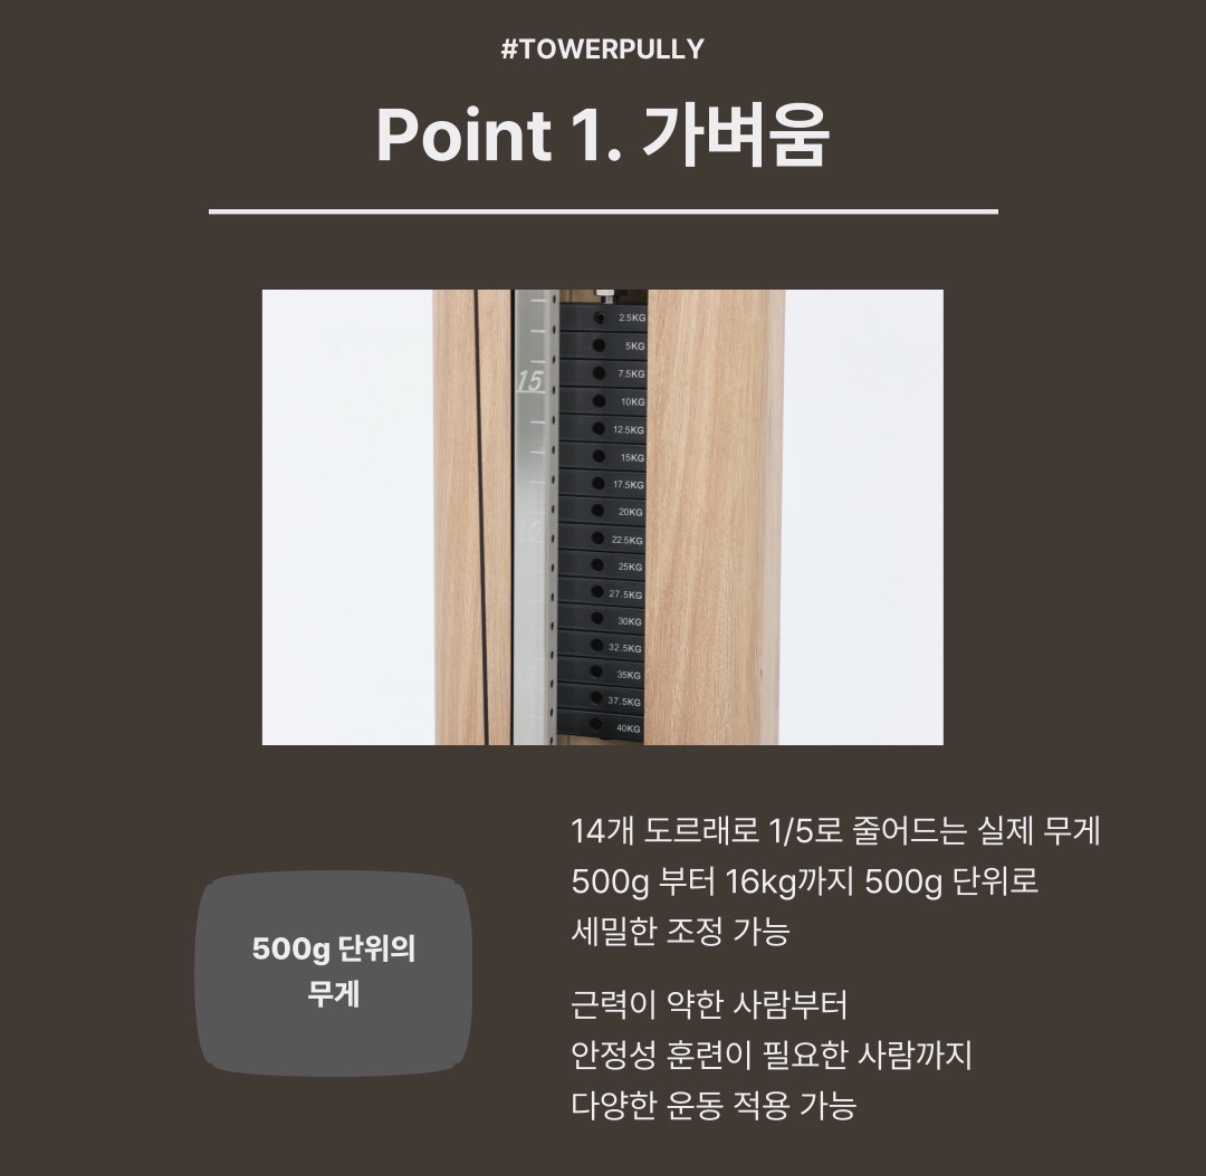 #TOWERPULLY
Point 1. 가벼움
15
2.5KG
5KG
7.5KG
10KG
12.5KG
15KG
17.5KG
20KG
22.5KG
25KG
27.5KG
30KG
32.5KG
35KG
37.5KG
40KG
500g 단위의
무게
14개 도르래로 1/5로 줄어드는 실제 무게
500g 부터 16kg까지 500g 단위로
세밀한 조정 가능
근력이 약한 사람부터
안정성 훈련이 필요한 사람까지
다양한 운동 적용 가능